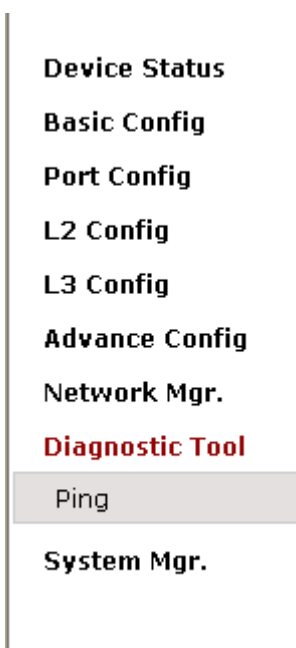 Device Status
Basic Config
Port Config
L2 Config
L3 Config
Advance Config
Network Mgr.
Diagnostic Tool
Ping
System Mgr.